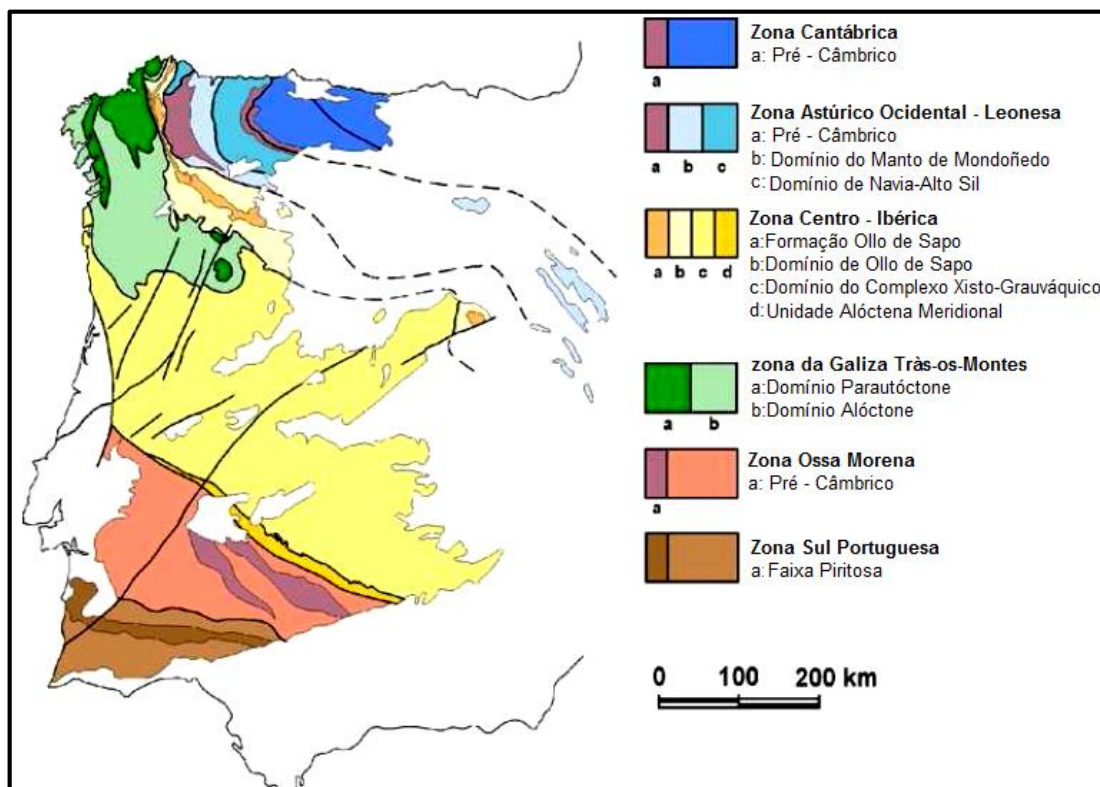 Zona Cantábrica
a: Pré - Câmbrico
a
Zona Astúrico Ocidental - Leonesa
a: Pré - Câmbrico
b: Domínio do Manto de Mondoñedo
c: Domínio de Navia-Alto Sil
a b c
Zona Centro - Ibérica
a:Formação Ollo de Sapo
b:Domínio de Ollo de Sapo
c:Domínio do Complexo Xisto-Grauváquico
d:Unidade Alóctena Meridional
a b c d
zona da Galiza Tràs-os-Montes
a:Domínio Parautóctone
b:Domínio Alóctone
a b
Zona Ossa Morena
a: Pré - Câmbrico
a
Zona Sul Portuguesa
a:Faixa Piritosa
0 100 200 km